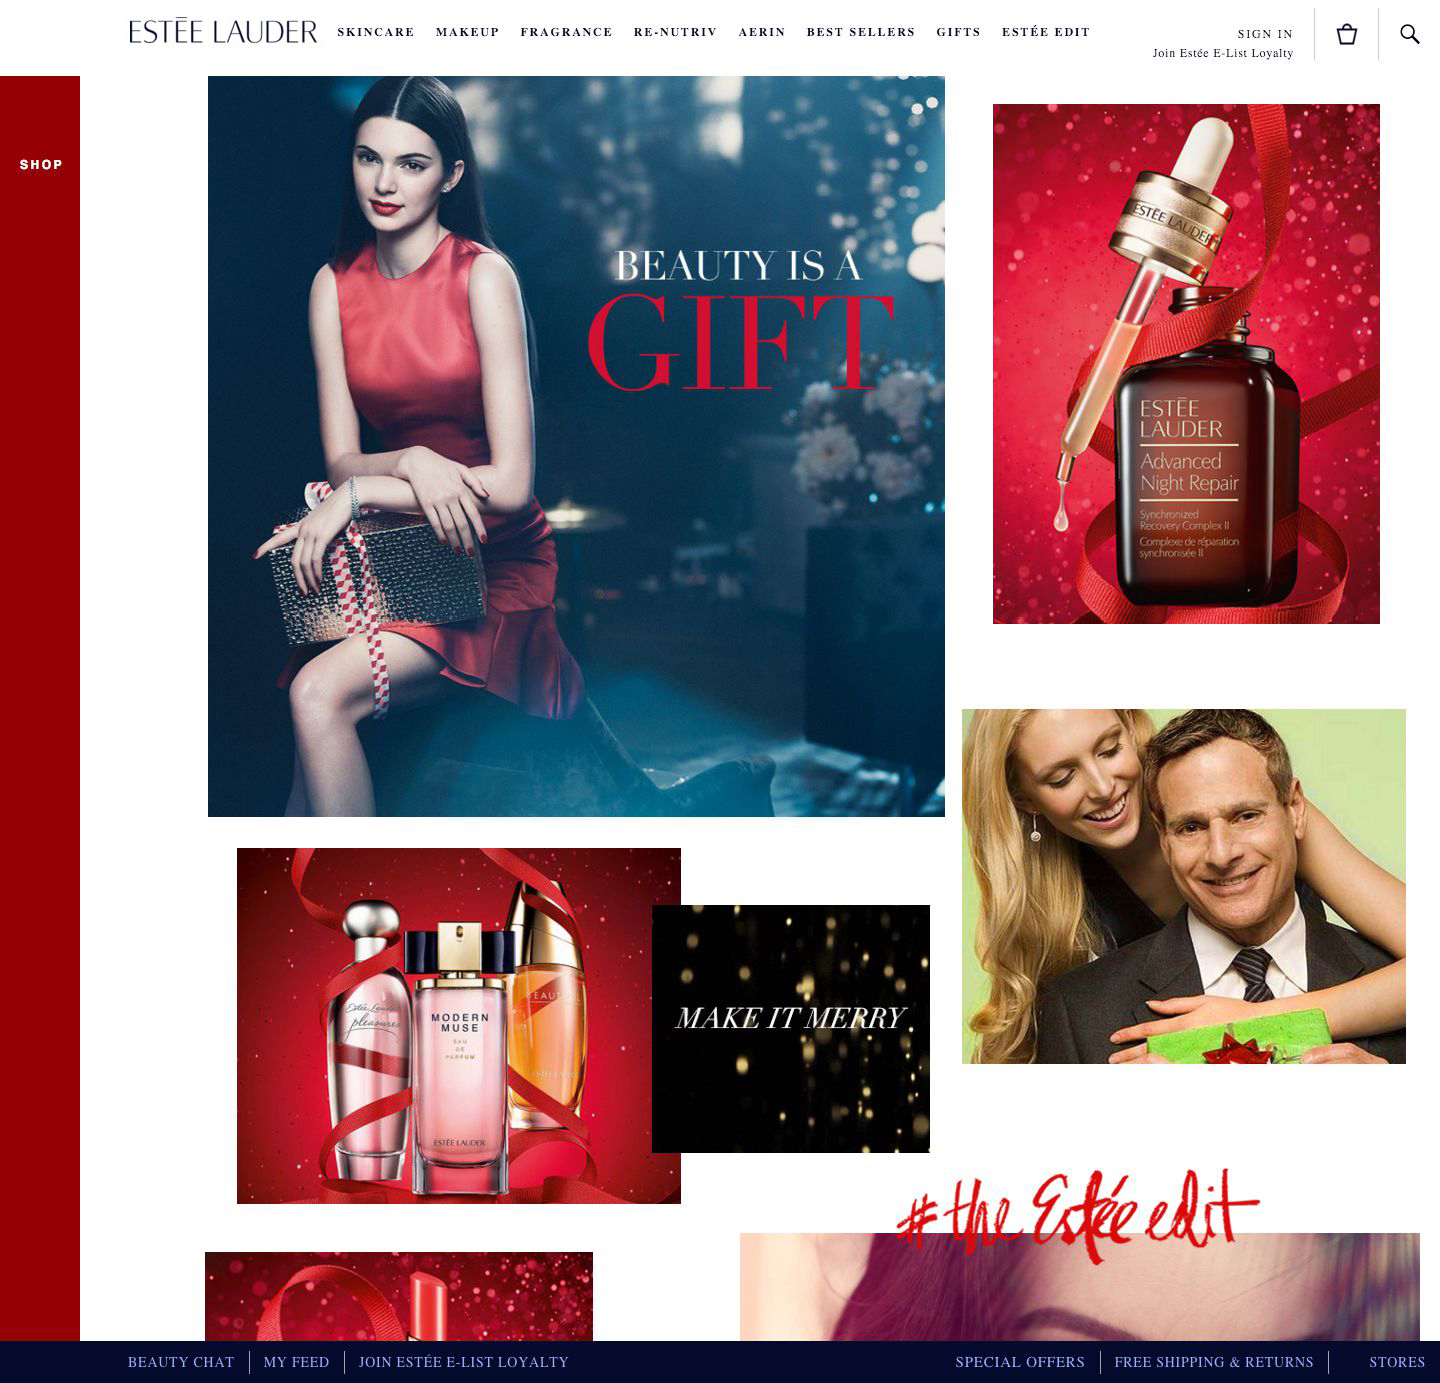 ESTĒE LAUDER
SKINCARE MAKEUP FRAGRANCE RE-NUTRIV AERIN BEST SELLERS GIFTS ESTÉE EDIT
SIGN IN
Join Estée E-List Loyalty
SHOP
BEAUTY IS A
GIFT
ESTĒE LAUDER
ESTĒE
LAUDER
Advanced
Night Repair
Synchronized
Recovery Complex II
Complexe de réparation
synchronisée II
Estée Lauder
pleasures
MODERN
MUSE
EAU
DE
PARFUM
ESTĒE LAUDER
MAKE IT MERRY
#the Estée edit
BEAUTY CHAT MY FEED JOIN ESTÉE E-LIST LOYALTY SPECIAL OFFERS FREE SHIPPING & RETURNS STORES